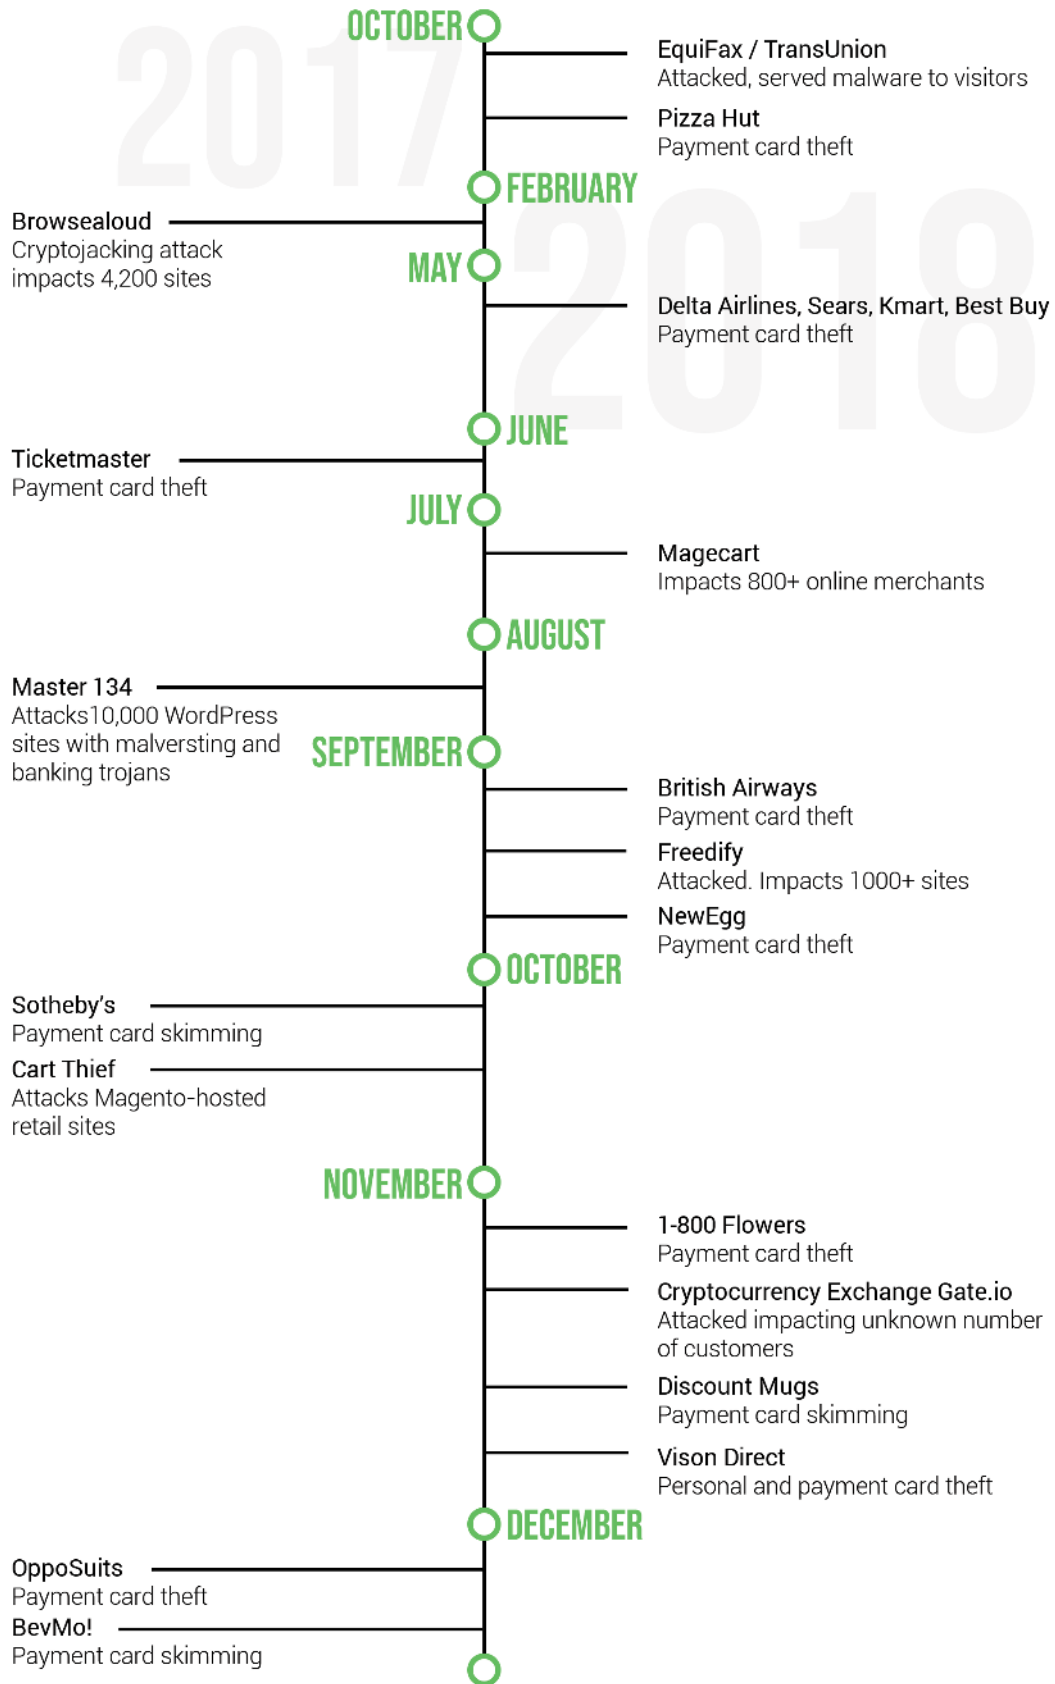 2017
OCTOBER
EquiFax / TransUnion
Attacked, served malware to visitors
Pizza Hut
Payment card theft
2018
FEBRUARY
Browsealoud
Cryptojacking attack
impacts 4,200 sites
MAY
Delta Airlines, Sears, Kmart, Best Buy
Payment card theft
JUNE
Ticketmaster
Payment card theft
JULY
Magecart
Impacts 800+ online merchants
AUGUST
Master 134
Attacks10,000 WordPress
sites with malversting and
banking trojans
SEPTEMBER
British Airways
Payment card theft
Freedify
Attacked. Impacts 1000+ sites
NewEgg
Payment card theft
OCTOBER
Sotheby's
Payment card skimming
Cart Thief
Attacks Magento-hosted
retail sites
NOVEMBER
1-800 Flowers
Payment card theft
Cryptocurrency Exchange Gate.io
Attacked impacting unknown number
of customers
Discount Mugs
Payment card skimming
Vison Direct
Personal and payment card theft
DECEMBER
OppoSuits
Payment card theft
BevMo!
Payment card skimming